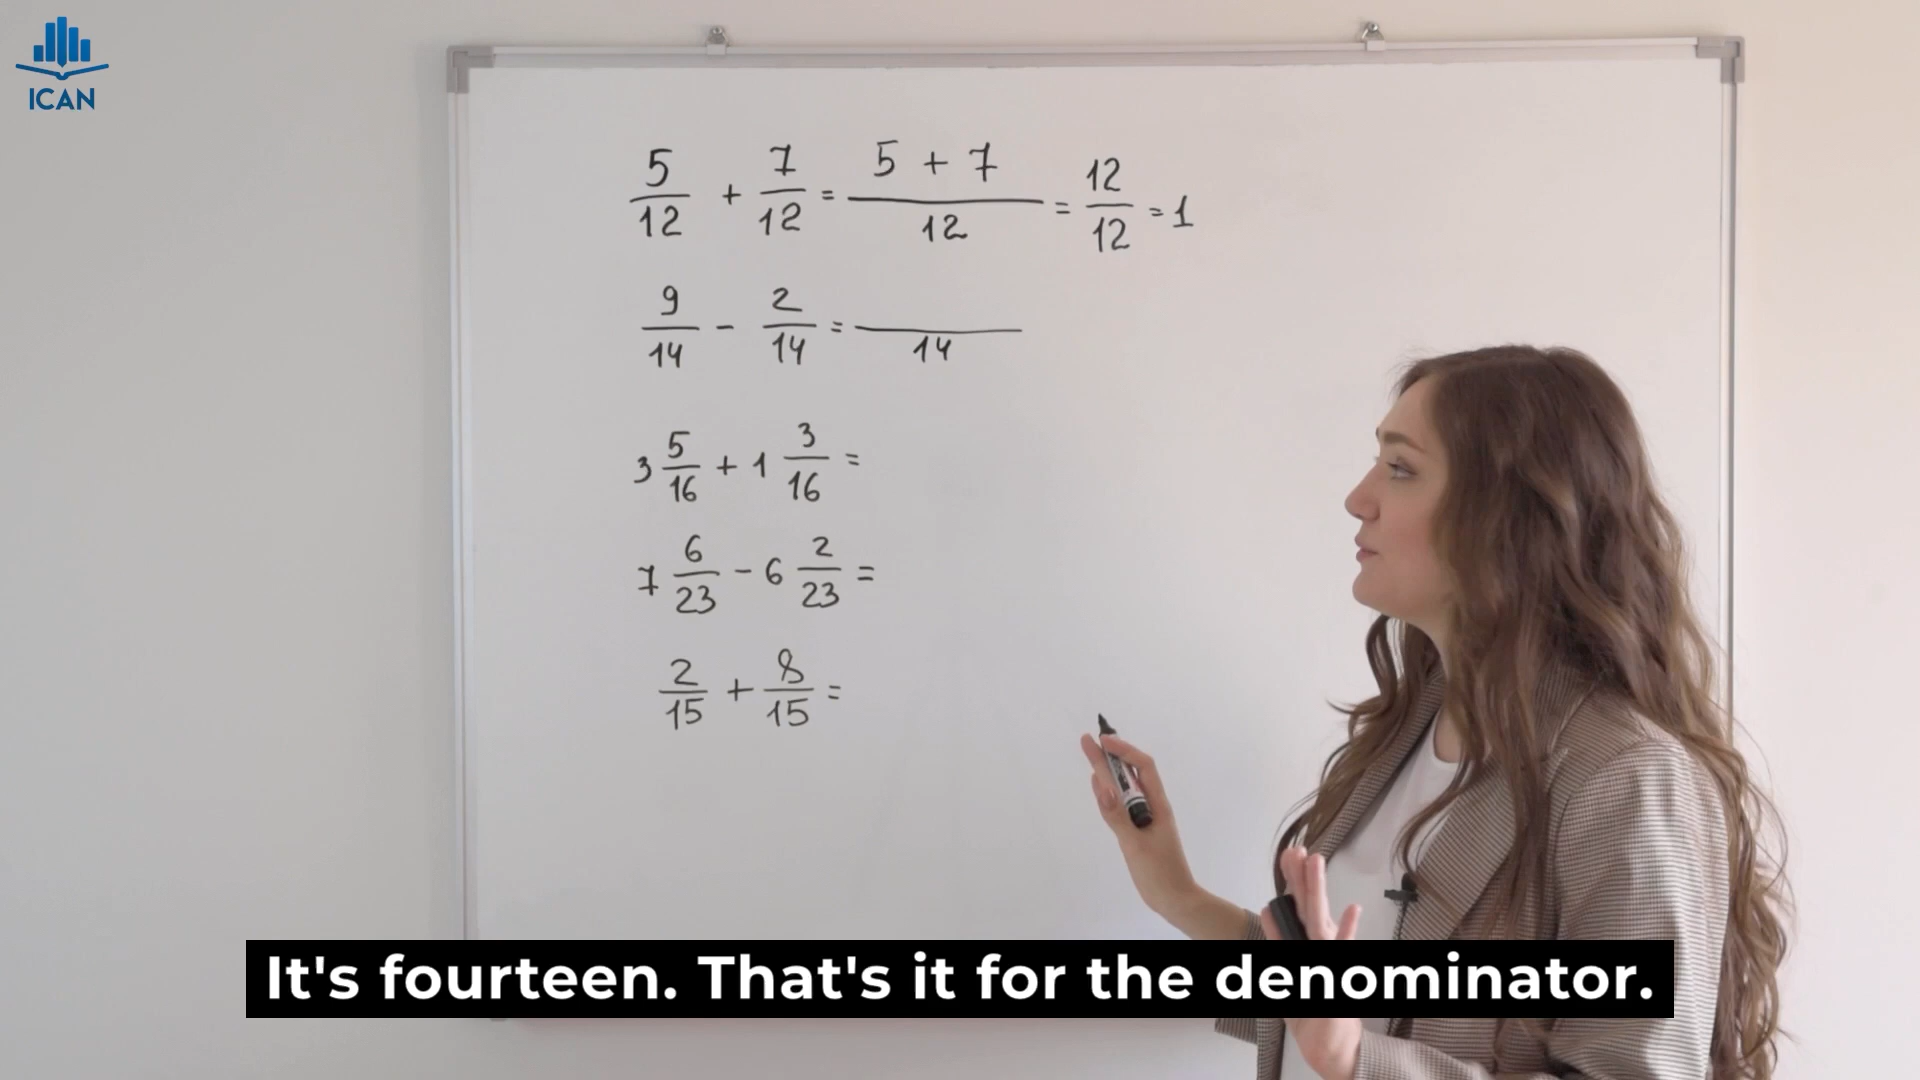 ICAN
5/12 + 7/12 = 5 + 7/12 = 12/12 = 1
9/14 - 2/14 = /14
3 5/16 + 1 3/16 =
7 6/23 - 6 2/23 =
2/15 + 8/15 =
It's fourteen. That's it for the denominator.